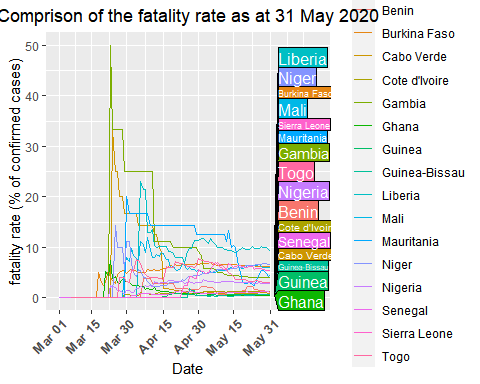 Comprison of the fatality rate as at 31 May 2020
fatality rate (% of confirmed cases)
50
40
30
20
10
0
Mar 01
Mar 15
Mar 30
Apr 15
Apr 30
May 15
May 31
Date
Liberia
Niger
Burkina Faso
Mali
Sierra Leone
Mauritania
Gambia
Togo
Nigeria
Benin
Cote d'Ivoire
Senegal
Cabo Verde
Guinea-Bissau
Guinea
Ghana
Benin
Burkina Faso
Cabo Verde
Cote d'Ivoire
Gambia
Ghana
Guinea
Guinea-Bissau
Liberia
Mali
Mauritania
Niger
Nigeria
Senegal
Sierra Leone
Togo